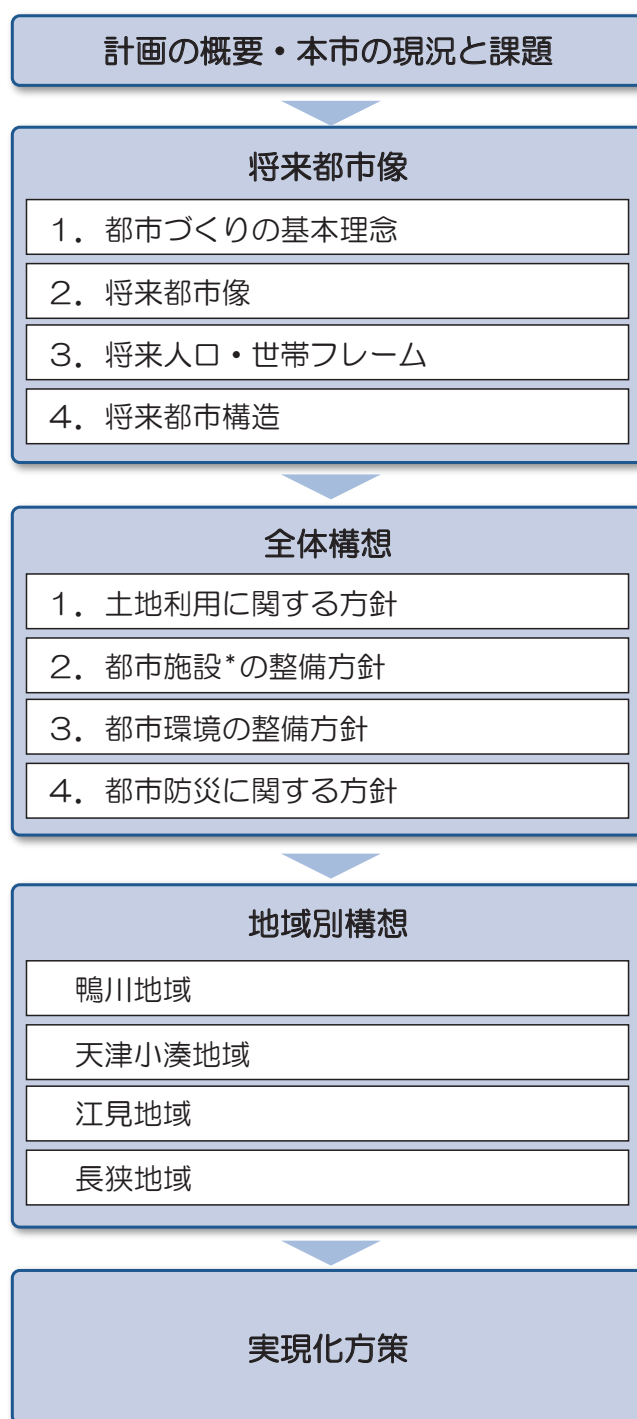 計画の概要・本市の現況と課題
将来都市像
１．都市づくりの基本理念
２．将来都市像
３．将来人口・世帯フレーム
４．将来都市構造
全体構想
１．土地利用に関する方針
２．都市施設*の整備方針
３．都市環境の整備方針
４．都市防災に関する方針
地域別構想
鴨川地域
天津小湊地域
江見地域
長狭地域
実現化方策